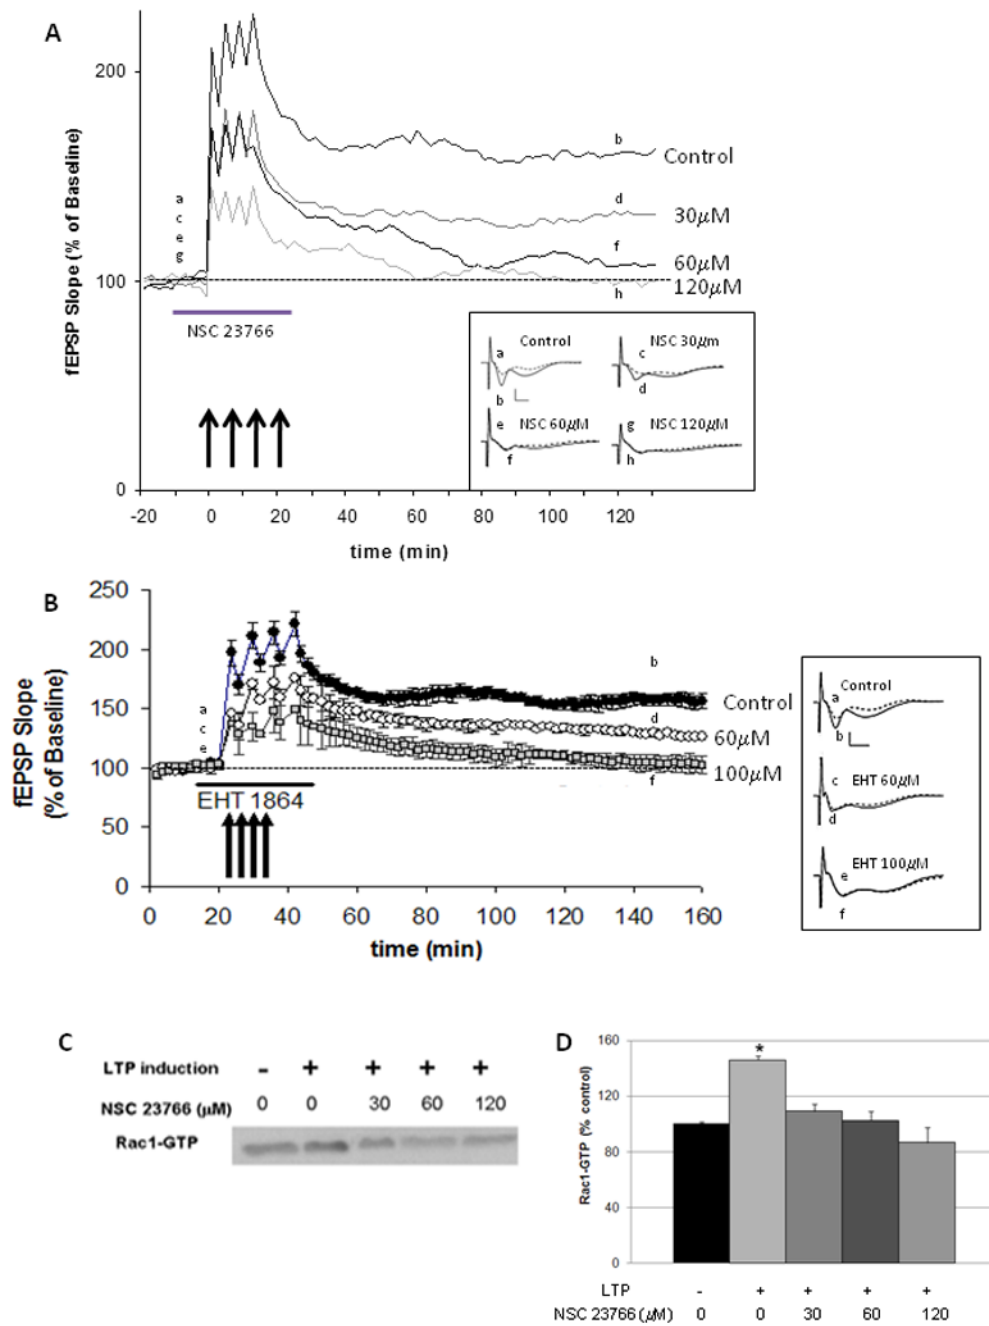 A
fEPSP Slope (% of Baseline)
200
100
0
a
c
e
g
b
Control
d
30µM
f
60µM
120µM
h
NSC 23766
-20 0 20 40 60 80 100 120
time (min)
Control
a
b
NSC 30µm
c
d
e NSC 60µM
f
g NSC 120µM
h
B
fEPSP Slope
(% of Baseline)
250
200
150
100
50
0
a
c
e
b
Control
d
60µM
100µM
f
EHT 1864
0 20 40 60 80 100 120 140 160
time (min)
a Control
b
c EHT 60µM
d
EHT 100µM
e
f
C
LTP induction - + + + +
NSC 23766 (µM) 0 0 30 60 120
Rac1-GTP
D
Rac1-GTP (% control)
160
120
80
40
0
*
LTP - + + + +
NSC 23766 (µM) 0 0 30 60 120